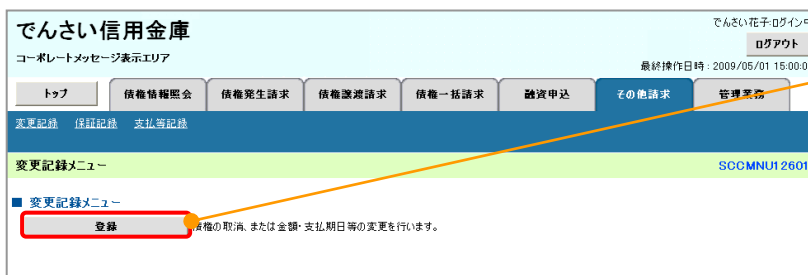 でんさい信用金庫
でんさい花子:ログイン中
コーポレートメッセージ表示エリア
ログアウト
最終操作日時:2009/05/01 15:00:0
トップ
債権情報照会
債権発生請求
債権譲渡請求
債権一括請求
融資申込
その他請求
管理業務
変更記録 保証記録 支払等記録
変更記録メニュー
SCCMNU12601
■ 変更記録メニュー
登録
債権の取消、または金額・支払期日等の変更を行います。